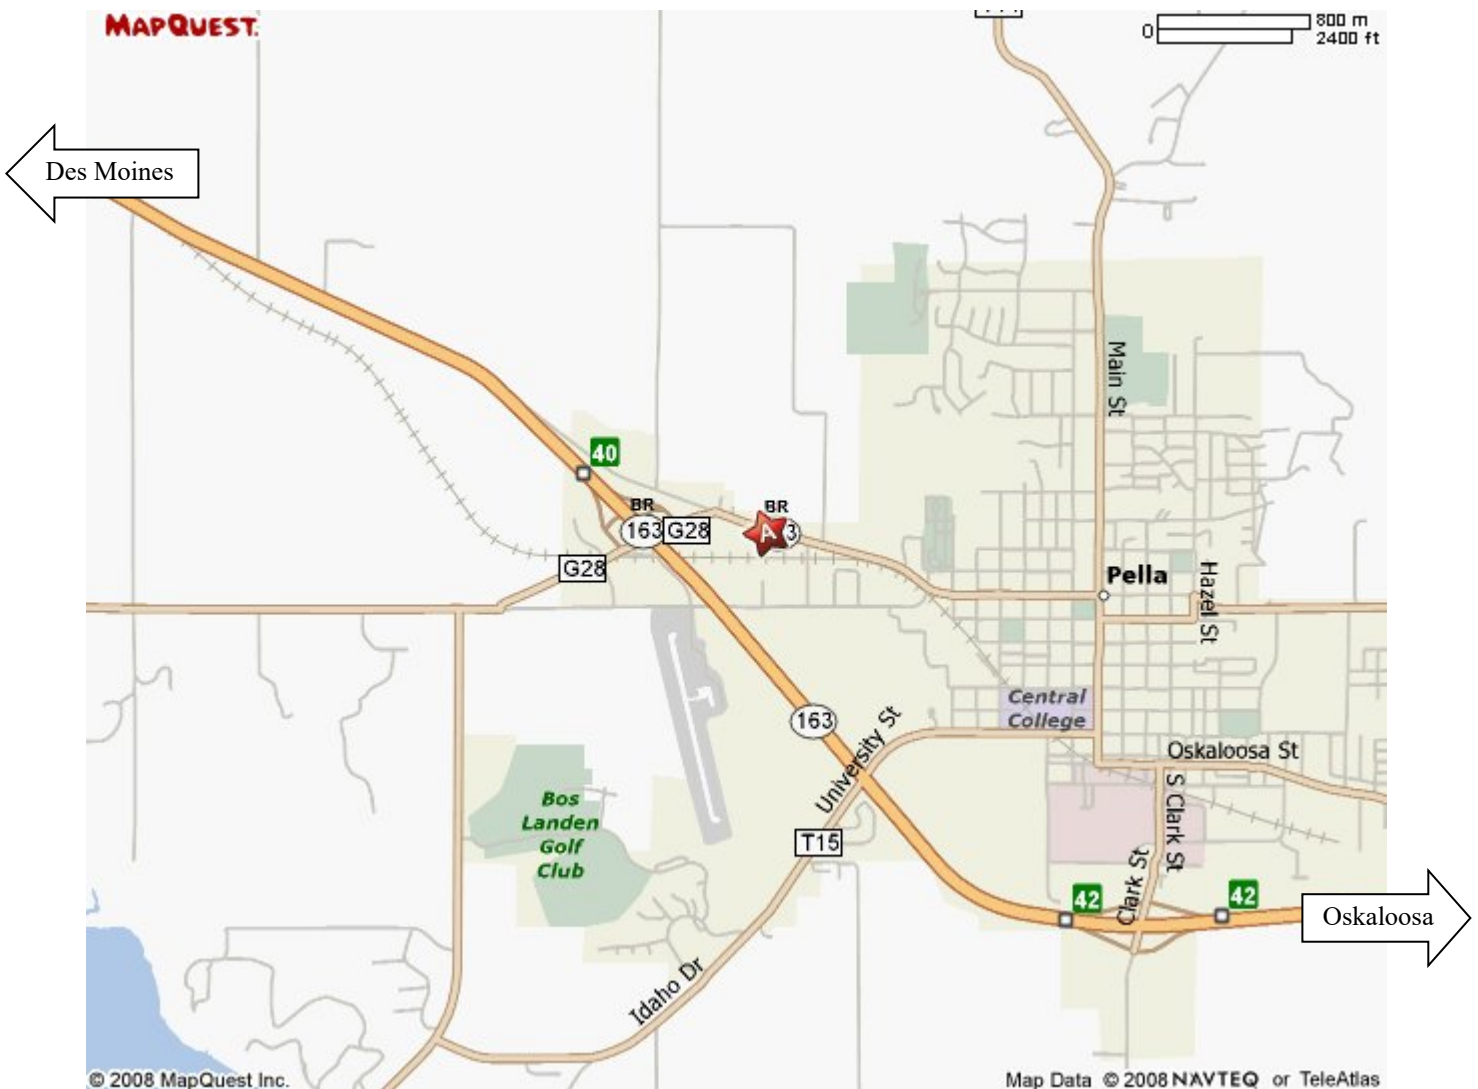 MAPQUEST.
800 m
0
2400 ft
Des Moines
Main St
40
BR
BR
163
G28
A
3
G28
Pella
Hazel St
Central
College
163
University St
Oskaloosa St
Bos
Landen
Golf
Club
S Clark St
T15
Clark St
42
42
Oskaloosa
Idaho Dr
© 2008 MapQuest Inc.
Map Data © 2008 NAVTEQ or TeleAtlas